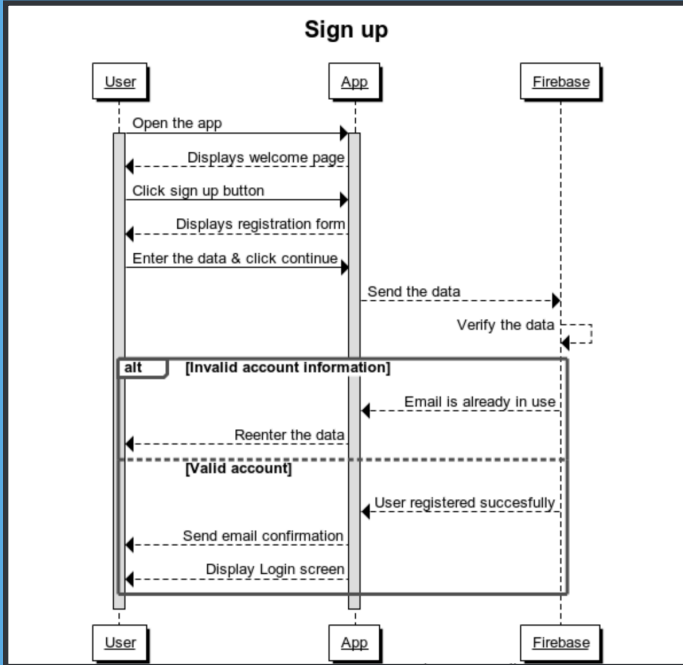 Sign up
User App Firebase
Open the app
Displays welcome page
Click sign up button
Displays registration form
Enter the data & click continue
Send the data
Verify the data
alt [Invalid account information]
Email is already in use
Reenter the data
[Valid account]
User registered succesfully
Send email confirmation
Display Login screen
User App Firebase